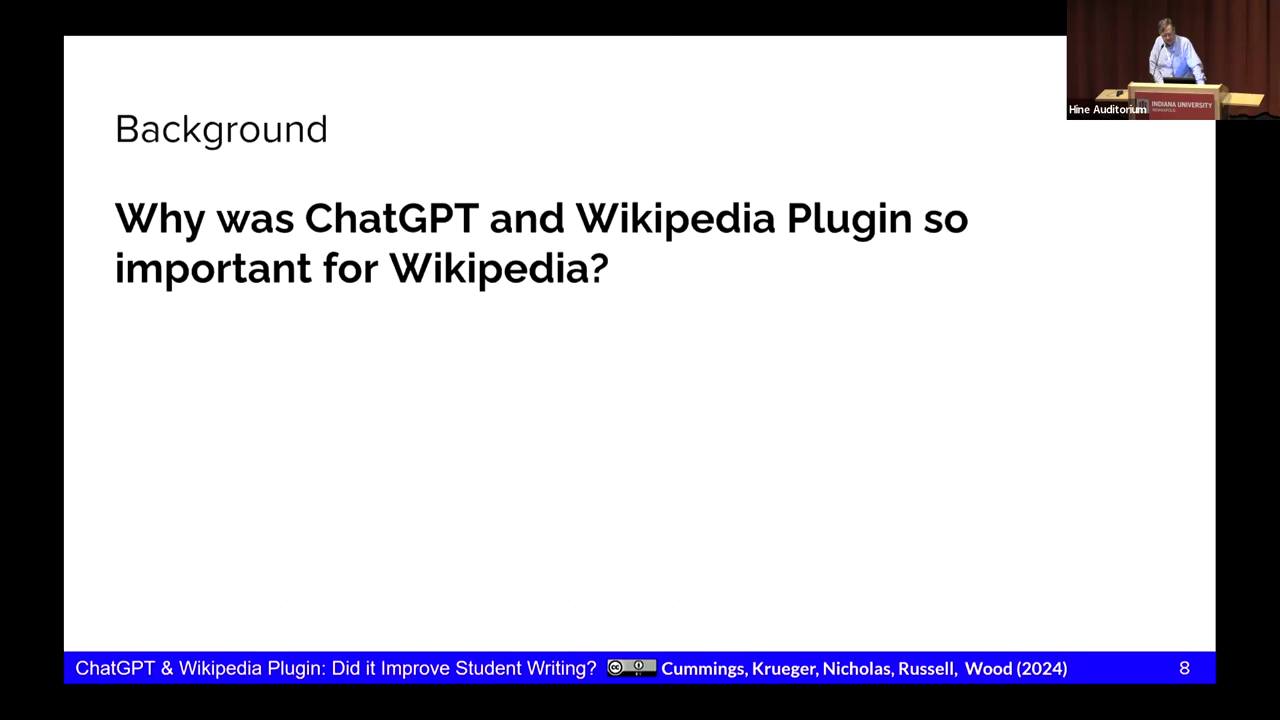 Background
Why was ChatGPT and Wikipedia Plugin so
important for Wikipedia?
Hine Auditorium
INDIANA UNIVERSITY
INDIANAPOLIS
ChatGPT & Wikipedia Plugin: Did it Improve Student Writing? Cummings, Krueger, Nicholas, Russell, Wood (2024) 8